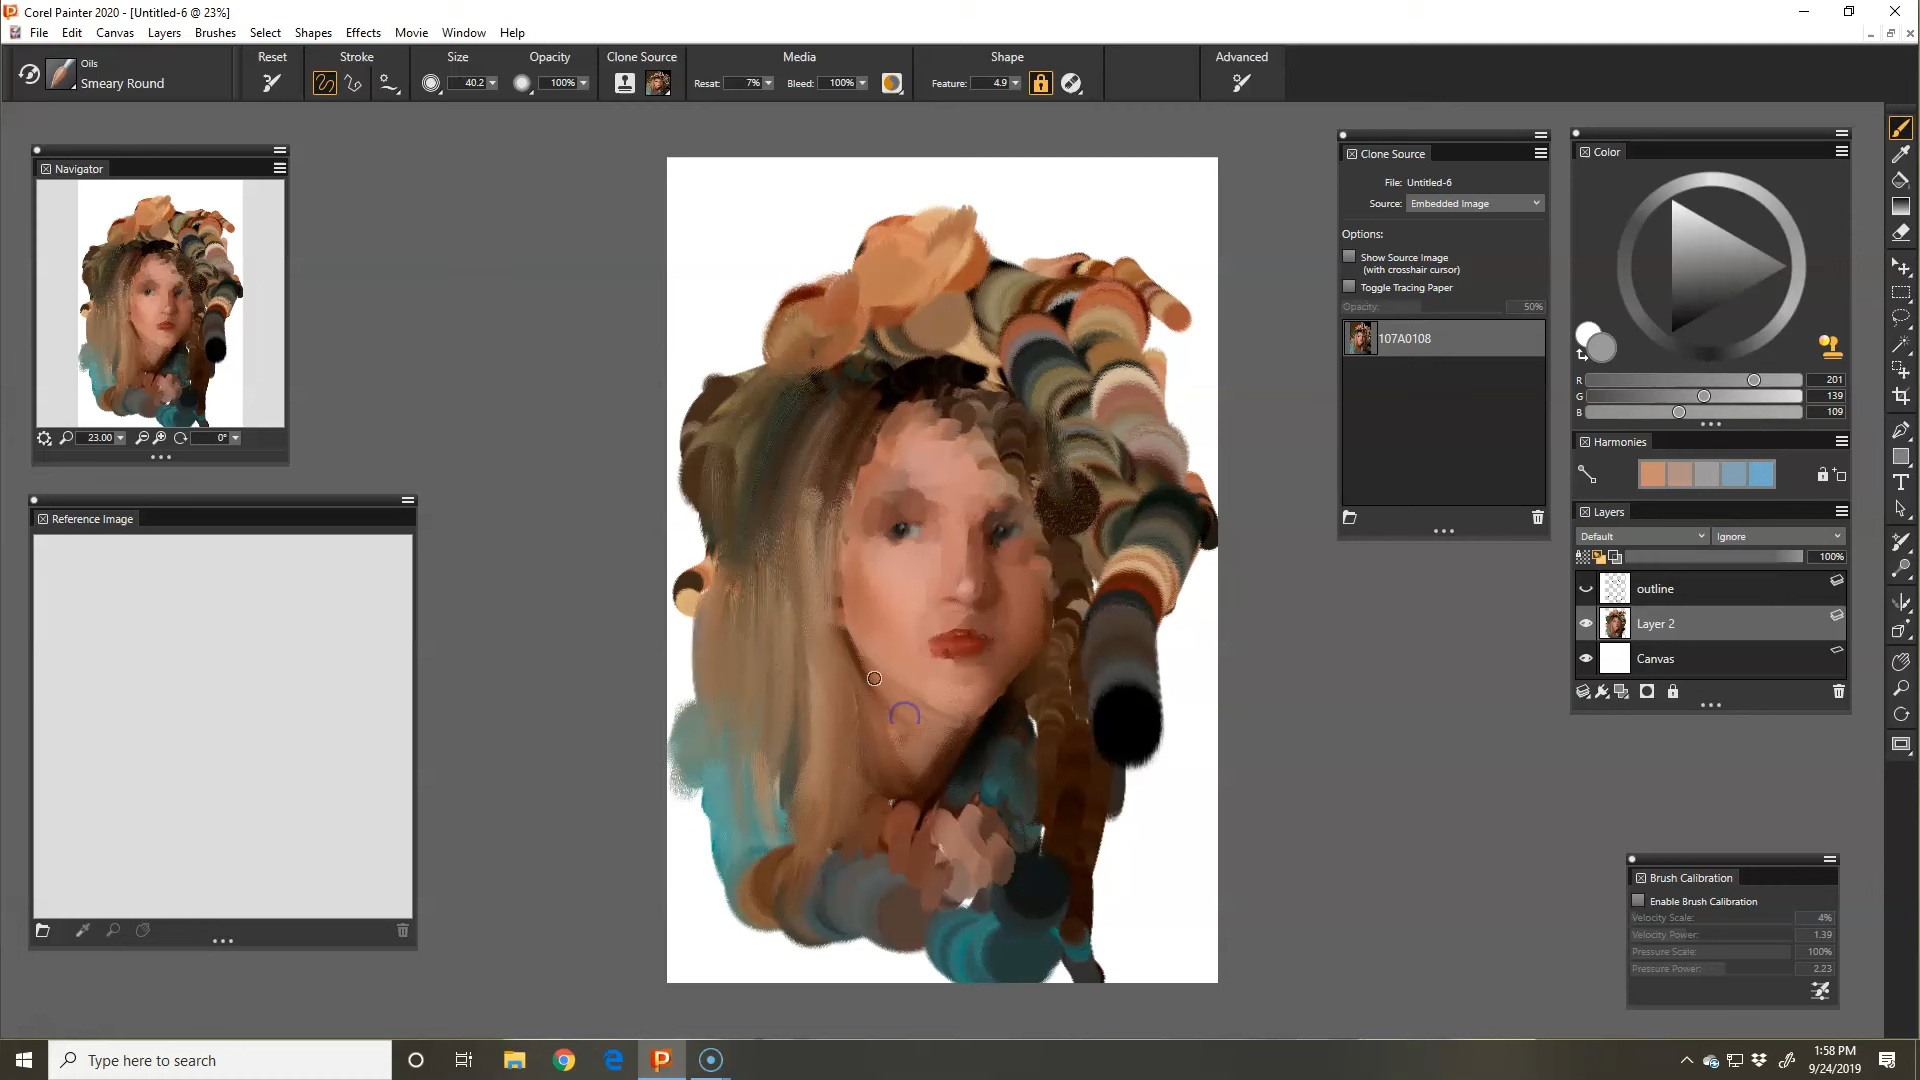 Corel Painter 2020 - [Untitled-6 @ 23%]
File Edit Canvas Layers Brushes Select Shapes Effects Movie Window Help
Oils
Smeary Round
Reset
Stroke
Size
40.2
Opacity
100%
Clone Source
Media
Resat: 7%
Bleed: 100%
Shape
Feature: 4.9
Advanced
Navigator
23.00
0°
Reference Image
Clone Source
File: Untitled-6
Source: Embedded Image
Options:
Show Source Image
(with crosshair cursor)
Toggle Tracing Paper
Opacity: 50%
107A0108
Color
R 201
G 139
B 109
Harmonies
Layers
Default Ignore
100%
outline
Layer 2
Canvas
Brush Calibration
Enable Brush Calibration
Velocity Scale: 4%
Velocity Power: 1.39
Pressure Scale: 100%
Pressure Power: 2.23
Type here to search
1:58 PM
9/24/2019